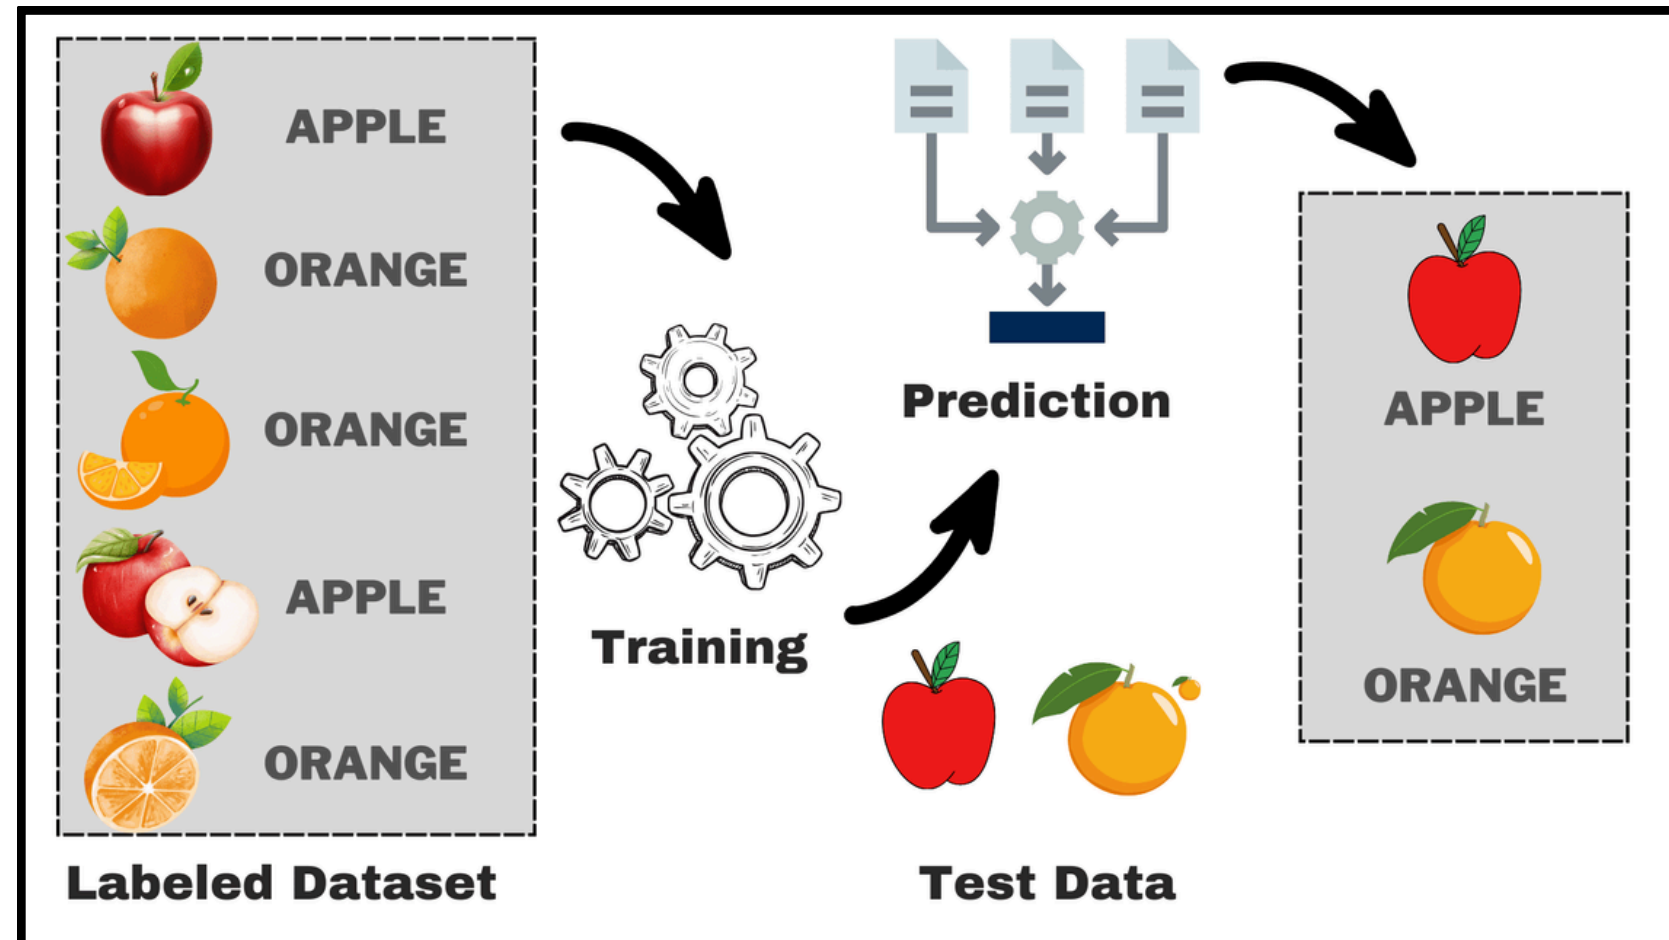 APPLE
ORANGE
ORANGE
APPLE
ORANGE
Labeled Dataset
Training
Prediction
Test Data
APPLE
ORANGE